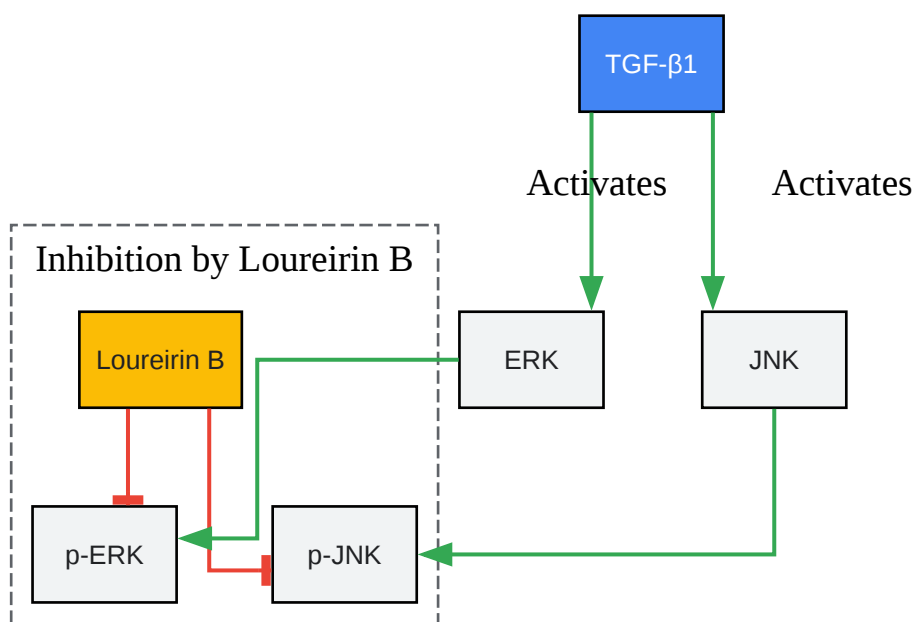 TGF-β1
Activates
Activates
Inhibition by Loureirin B
Loureirin B
ERK
JNK
p-ERK
p-JNK